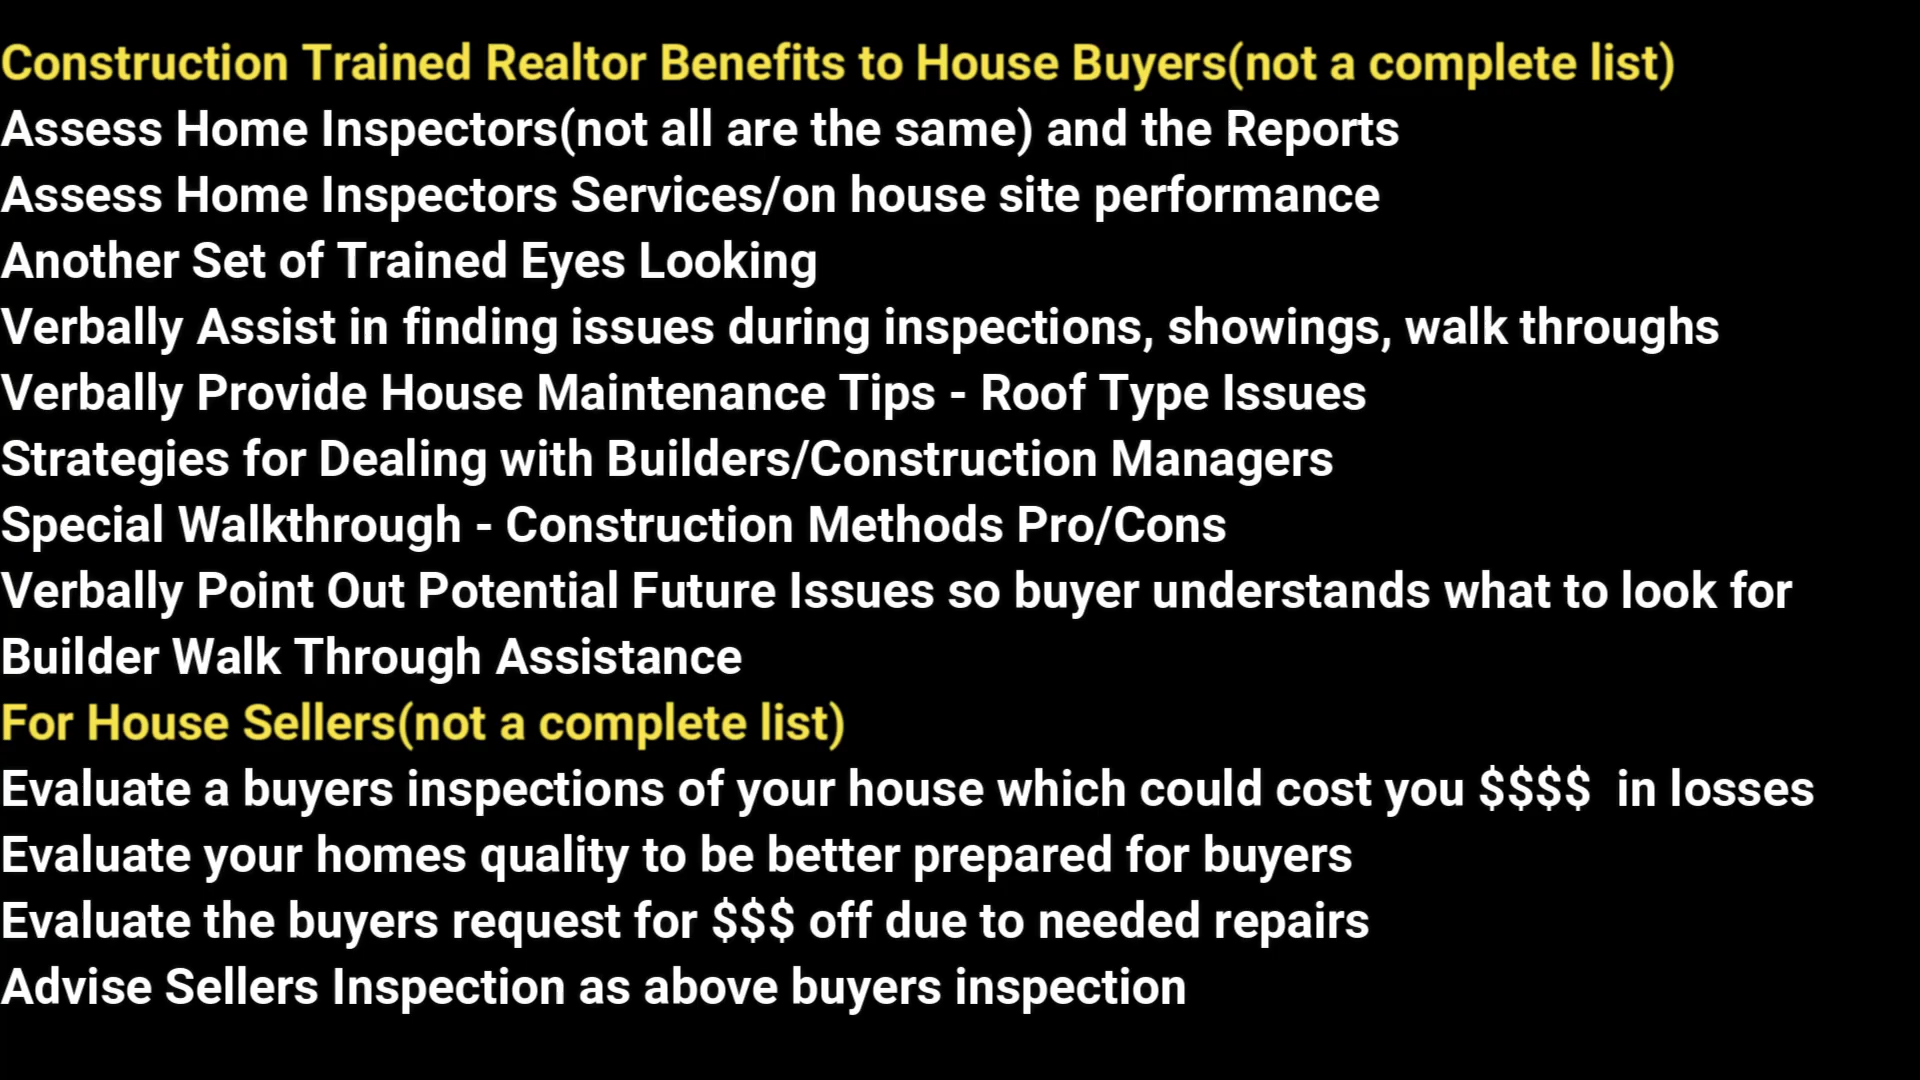 Construction Trained Realtor Benefits to House Buyers(not a complete list)
Assess Home Inspectors(not all are the same) and the Reports
Assess Home Inspectors Services/on house site performance
Another Set of Trained Eyes Looking
Verbally Assist in finding issues during inspections, showings, walk throughs
Verbally Provide House Maintenance Tips - Roof Type Issues
Strategies for Dealing with Builders/Construction Managers
Special Walkthrough - Construction Methods Pro/Cons
Verbally Point Out Potential Future Issues so buyer understands what to look for
Builder Walk Through Assistance
For House Sellers(not a complete list)
Evaluate a buyers inspections of your house which could cost you $$$$  in losses
Evaluate your homes quality to be better prepared for buyers
Evaluate the buyers request for $$$ off due to needed repairs
Advise Sellers Inspection as above buyers inspection